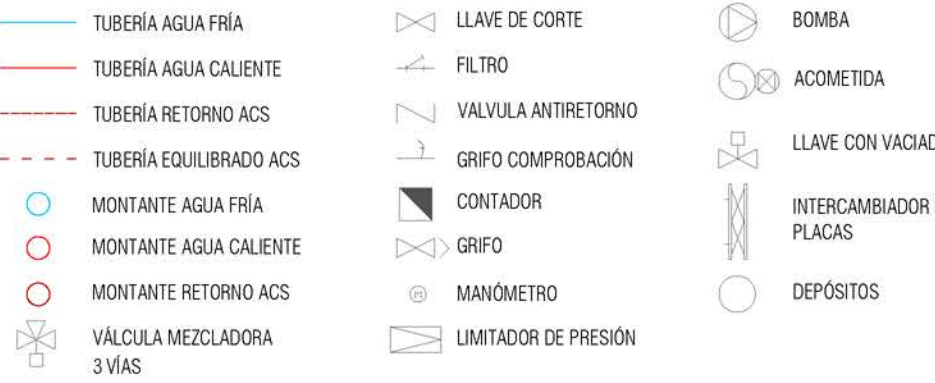 TUBERÍA AGUA FRÍA
TUBERÍA AGUA CALIENTE
TUBERÍA RETORNO ACS
TUBERÍA EQUILIBRADO ACS
MONTANTE AGUA FRÍA
MONTANTE AGUA CALIENTE
MONTANTE RETORNO ACS
VÁLCULA MEZCLADORA
3 VÍAS
LLAVE DE CORTE
FILTRO
VALVULA ANTIRETORNO
GRIFO COMPROBACIÓN
CONTADOR
GRIFO
M
MANÓMETRO
LIMITADOR DE PRESIÓN
BOMBA
ACOMETIDA
LLAVE CON VACIAD
INTERCAMBIADOR
PLACAS
DEPÓSITOS